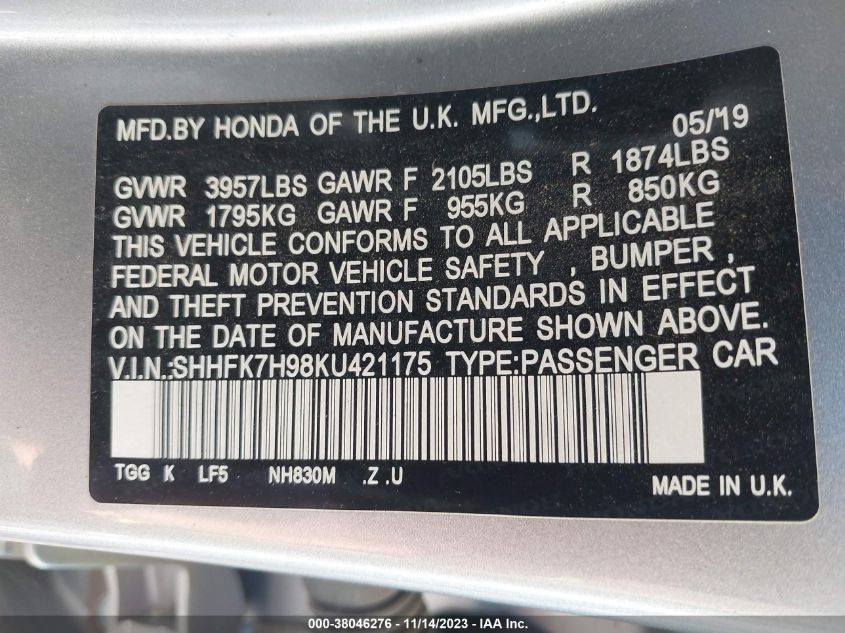 MFD.BY HONDA OF THE U.K. MFG.,LTD. 05/19
GVWR 3957LBS GAWR F 2105LBS R 1874LBS
GVWR 1795KG GAWR F 955KG R 850KG
THIS VEHICLE CONFORMS TO ALL APPLICABLE
FEDERAL MOTOR VEHICLE SAFETY , BUMPER ,
AND THEFT PREVENTION STANDARDS IN EFFECT
ON THE DATE OF MANUFACTURE SHOWN ABOVE.
V.I.N.:SHHFK7H98KU421175 TYPE:PASSENGER CAR
TGG K LF5 NH830M .Z .U
MADE IN U.K.
000-38046276 - 11/14/2023 - IAA Inc.